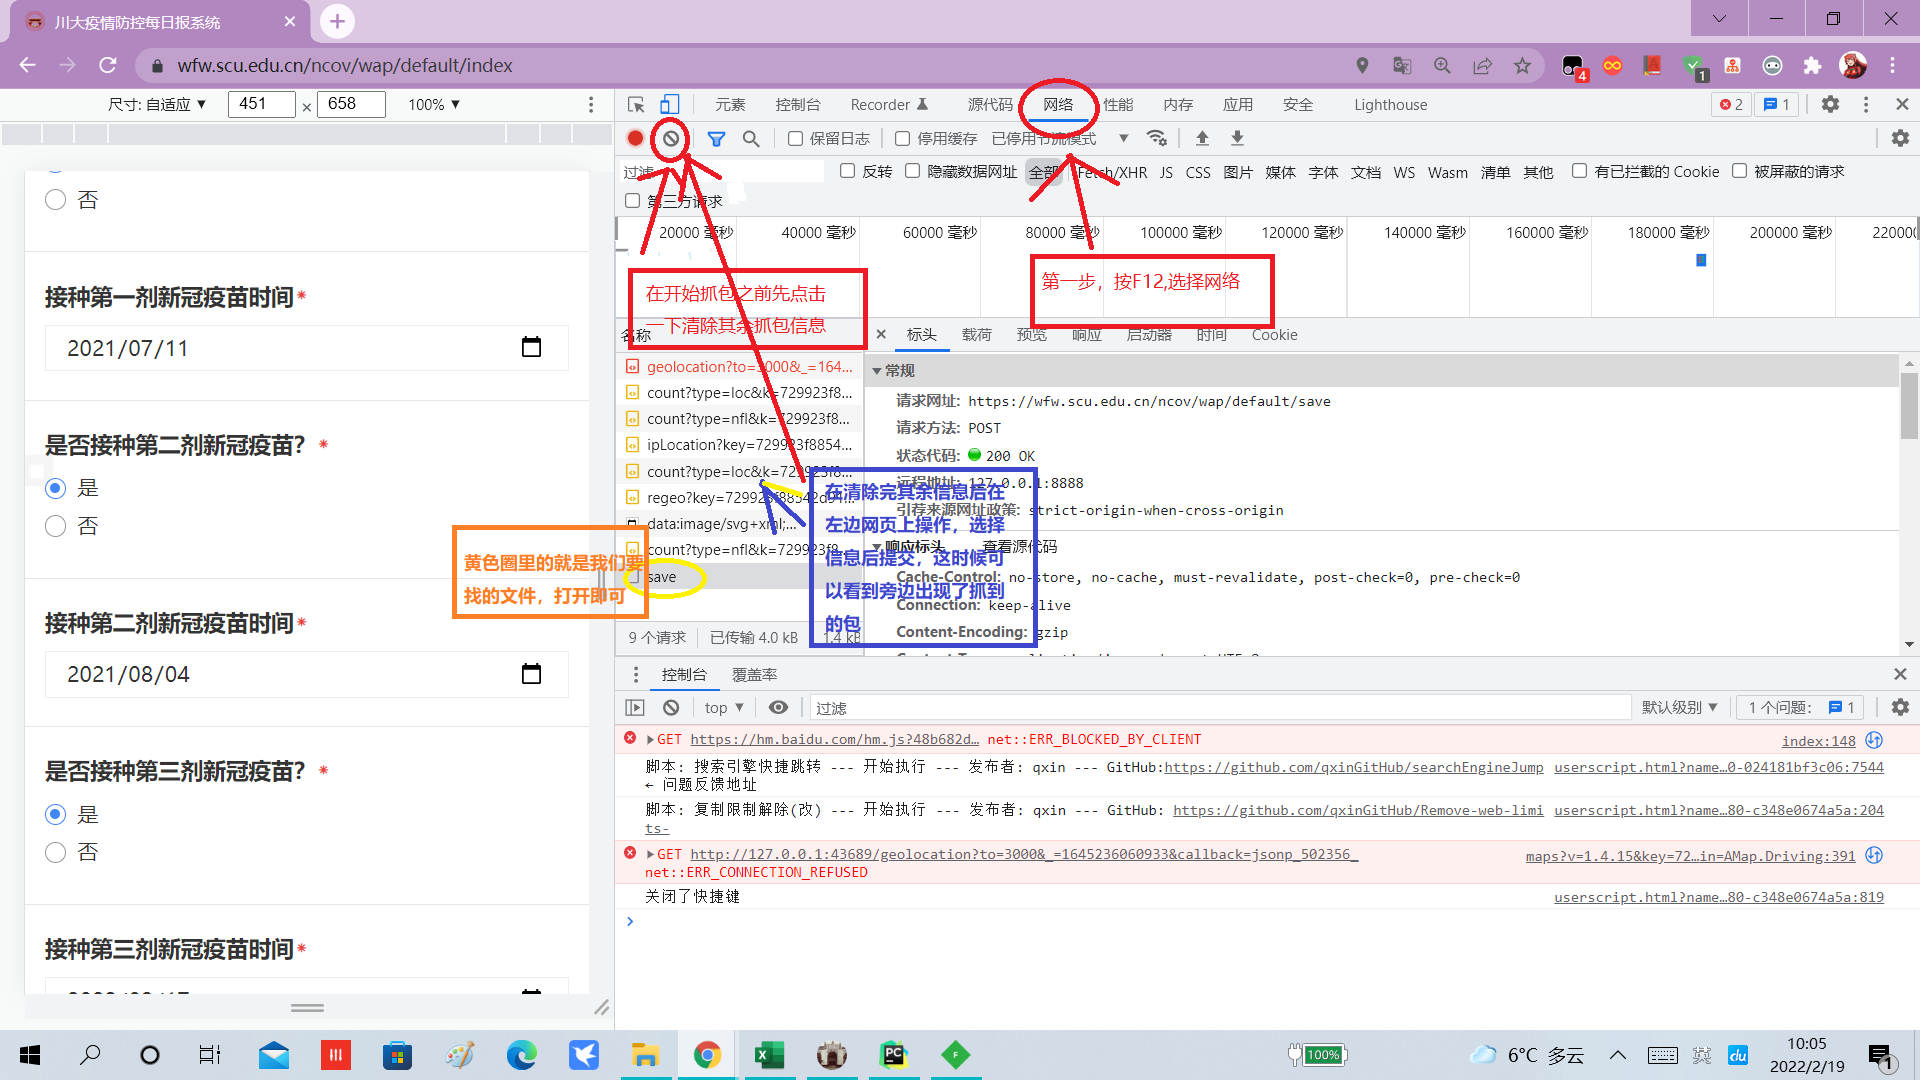 川大疫情防控每日报系统
wfw.scu.edu.cn/ncov/wap/default/index
4
1
尺寸: 自适应 ▼ 451 × 658 100% ▼
元素 控制台 Recorder 源代码 网络 性能 内存 应用 安全 Lighthouse 2 1
保留日志 停用缓存 已停用节流模式
过滤 反转 隐藏数据网址 全部 Fetch/XHR JS CSS 图片 媒体 字体 文档 WS Wasm 清单 其他 有已拦截的 Cookie 被屏蔽的请求
第三方请求
20000 毫秒 40000 毫秒 60000 毫秒 80000 毫秒 100000 毫秒 120000 毫秒 140000 毫秒 160000 毫秒 180000 毫秒 200000 毫秒
第一步，按F12,选择网络
在开始抓包之前先点击
一下清除其余抓包信息
否
接种第一剂新冠疫苗时间*
2021/07/11
是否接种第二剂新冠疫苗? *
是
否
接种第二剂新冠疫苗时间*
2021/08/04
是否接种第三剂新冠疫苗? *
是
否
接种第三剂新冠疫苗时间*
黄色圈里的就是我们要
找的文件，打开即可
名称
geolocation?to=3000&_=164...
count?type=loc&k=729923f8...
count?type=nfl&k=729923f8...
ipLocation?key=729923f8854...
count?type=loc&k=729923f8...
regeo?key=729923f88542d91...
data:image/svg+xml;...
count?type=nfl&k=729923f8...
save
9 个请求 已传输 4.0 kB 1.4 kB
在清除完其余信息后在
左边网页上操作，选择
信息后提交，这时候可
以看到旁边出现了抓到
的包
标头 载荷 预览 响应 启动器 时间 Cookie
常规
请求网址: https://wfw.scu.edu.cn/ncov/wap/default/save
请求方法: POST
状态代码: 200 OK
远程地址: 127.0.0.1:8888
引荐来源网址政策: strict-origin-when-cross-origin
响应标头 查看源代码
Cache-Control: no-store, no-cache, must-revalidate, post-check=0, pre-check=0
Connection: keep-alive
Content-Encoding: gzip
控制台 覆盖率
top ▼ 过滤 默认级别 ▼ 1 个问题: 1
GET https://hm.baidu.com/hm.js?48b682d… net::ERR_BLOCKED_BY_CLIENT index:148
脚本: 搜索引擎快捷跳转 --- 开始执行 --- 发布者: qxin --- GitHub:https://github.com/qxinGitHub/searchEngineJump userscript.html?name…0-024181bf3c06:7544
← 问题反馈地址
脚本: 复制限制解除(改) --- 开始执行 --- 发布者: qxin --- GitHub: https://github.com/qxinGitHub/Remove-web-limi userscript.html?name…80-c348e0674a5a:204
ts-
GET http://127.0.0.1:43689/geolocation?to=3000&_=1645236060933&callback=jsonp_502356_ maps?v=1.4.15&key=72…in=AMap.Driving:391
net::ERR_CONNECTION_REFUSED
关闭了快捷键 userscript.html?name…80-c348e0674a5a:819
100% 6°C 多云 英 du 10:05
2022/2/19 1